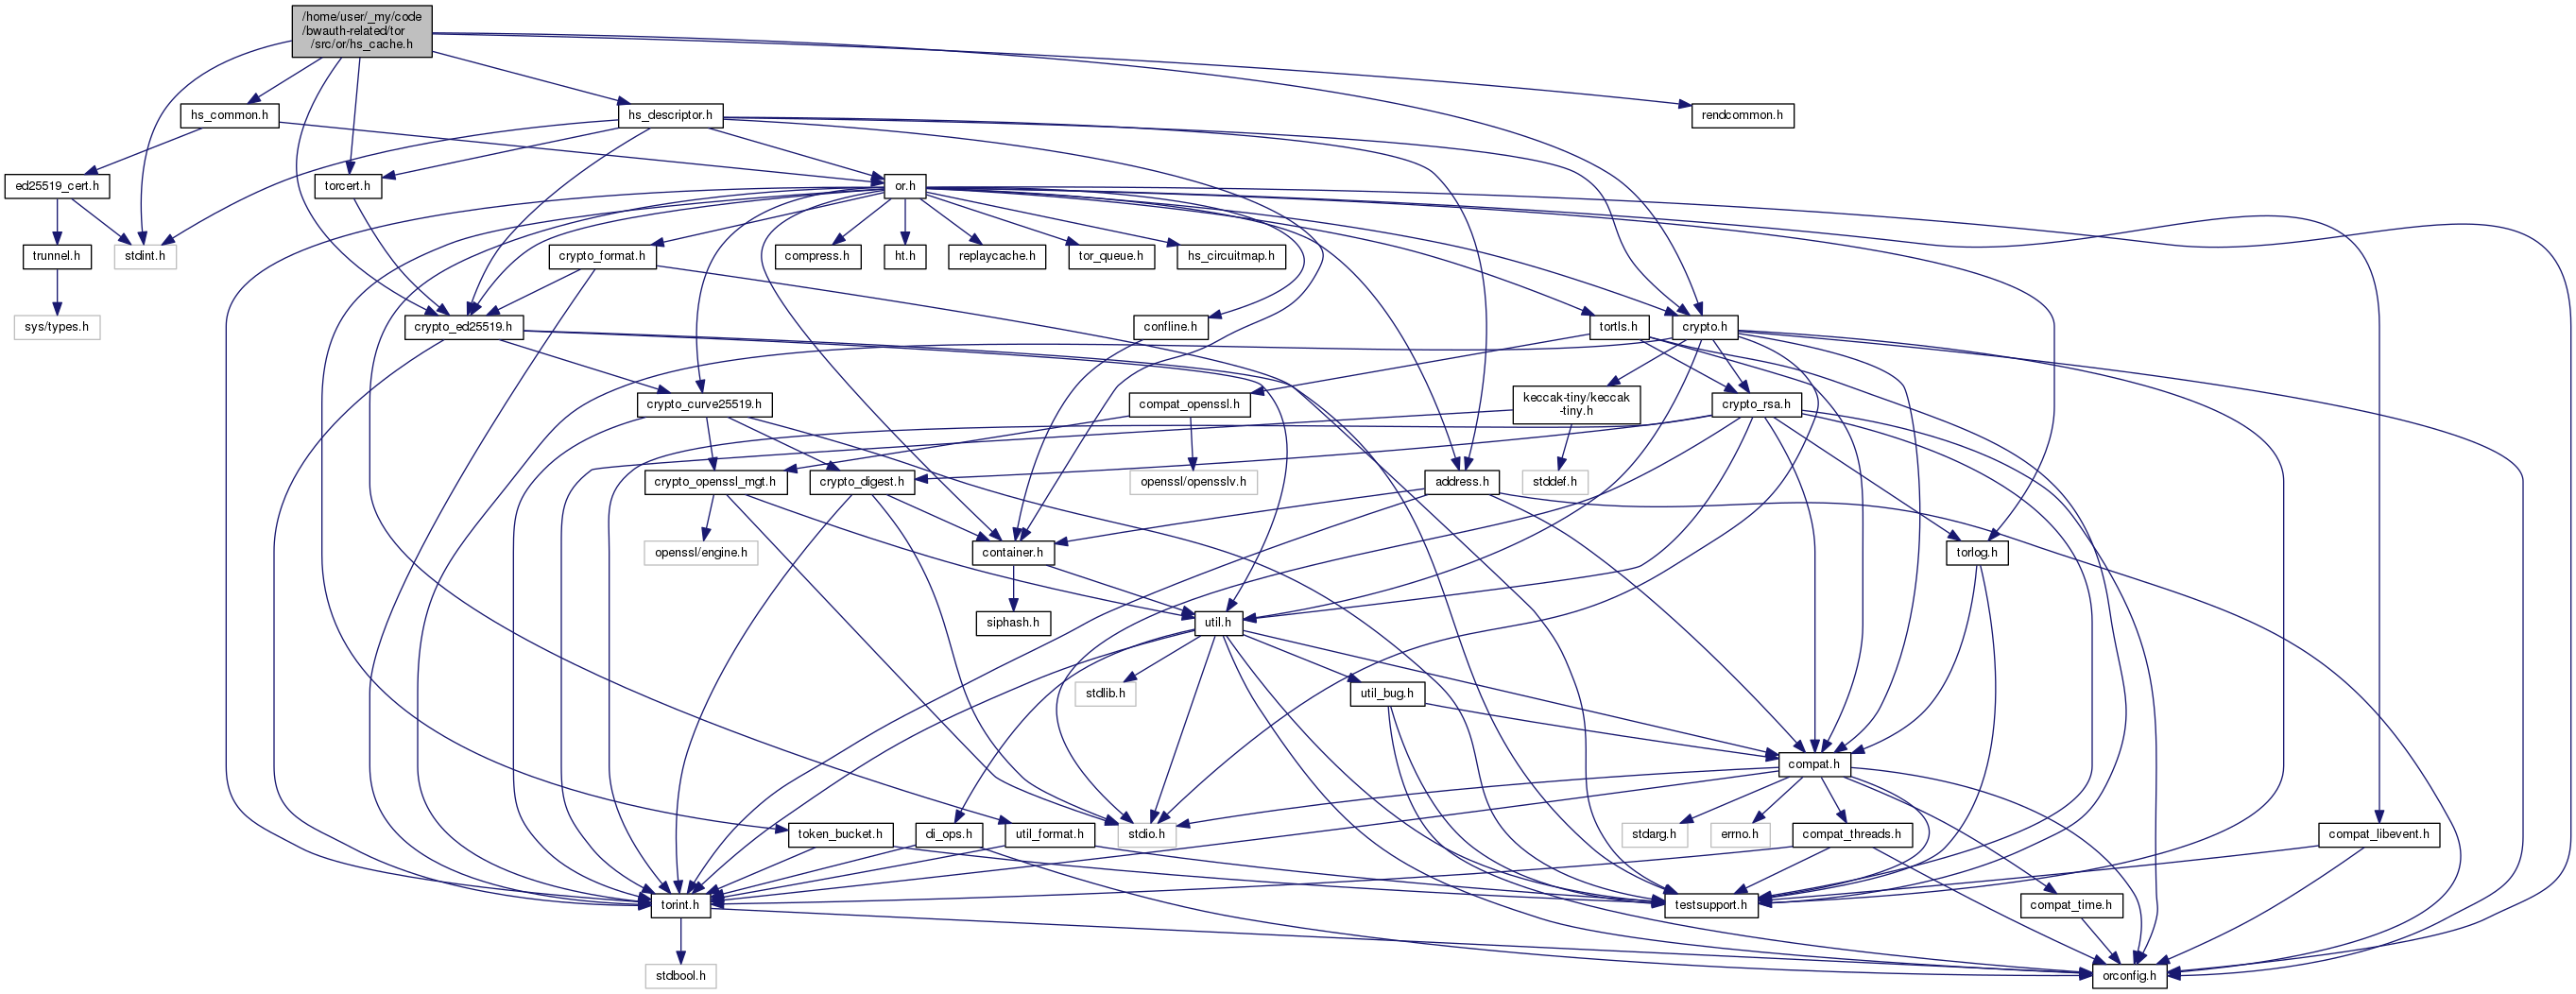 /home/user/_my/code
/bwauth-related/tor
/src/or/hs_cache.h
hs_common.h
hs_descriptor.h
rendcommon.h
ed25519_cert.h
torcert.h
or.h
trunnel.h
stdint.h
crypto_format.h
compress.h
ht.h
replaycache.h
tor_queue.h
hs_circuitmap.h
sys/types.h
crypto_ed25519.h
confline.h
tortls.h
crypto.h
crypto_curve25519.h
compat_openssl.h
keccak-tiny/keccak
-tiny.h
crypto_rsa.h
crypto_openssl_mgt.h
crypto_digest.h
openssl/opensslv.h
address.h
stddef.h
openssl/engine.h
container.h
torlog.h
siphash.h
util.h
stdlib.h
util_bug.h
compat.h
token_bucket.h
di_ops.h
util_format.h
stdio.h
stdarg.h
errno.h
compat_threads.h
compat_libevent.h
torint.h
testsupport.h
compat_time.h
stdbool.h
orconfig.h